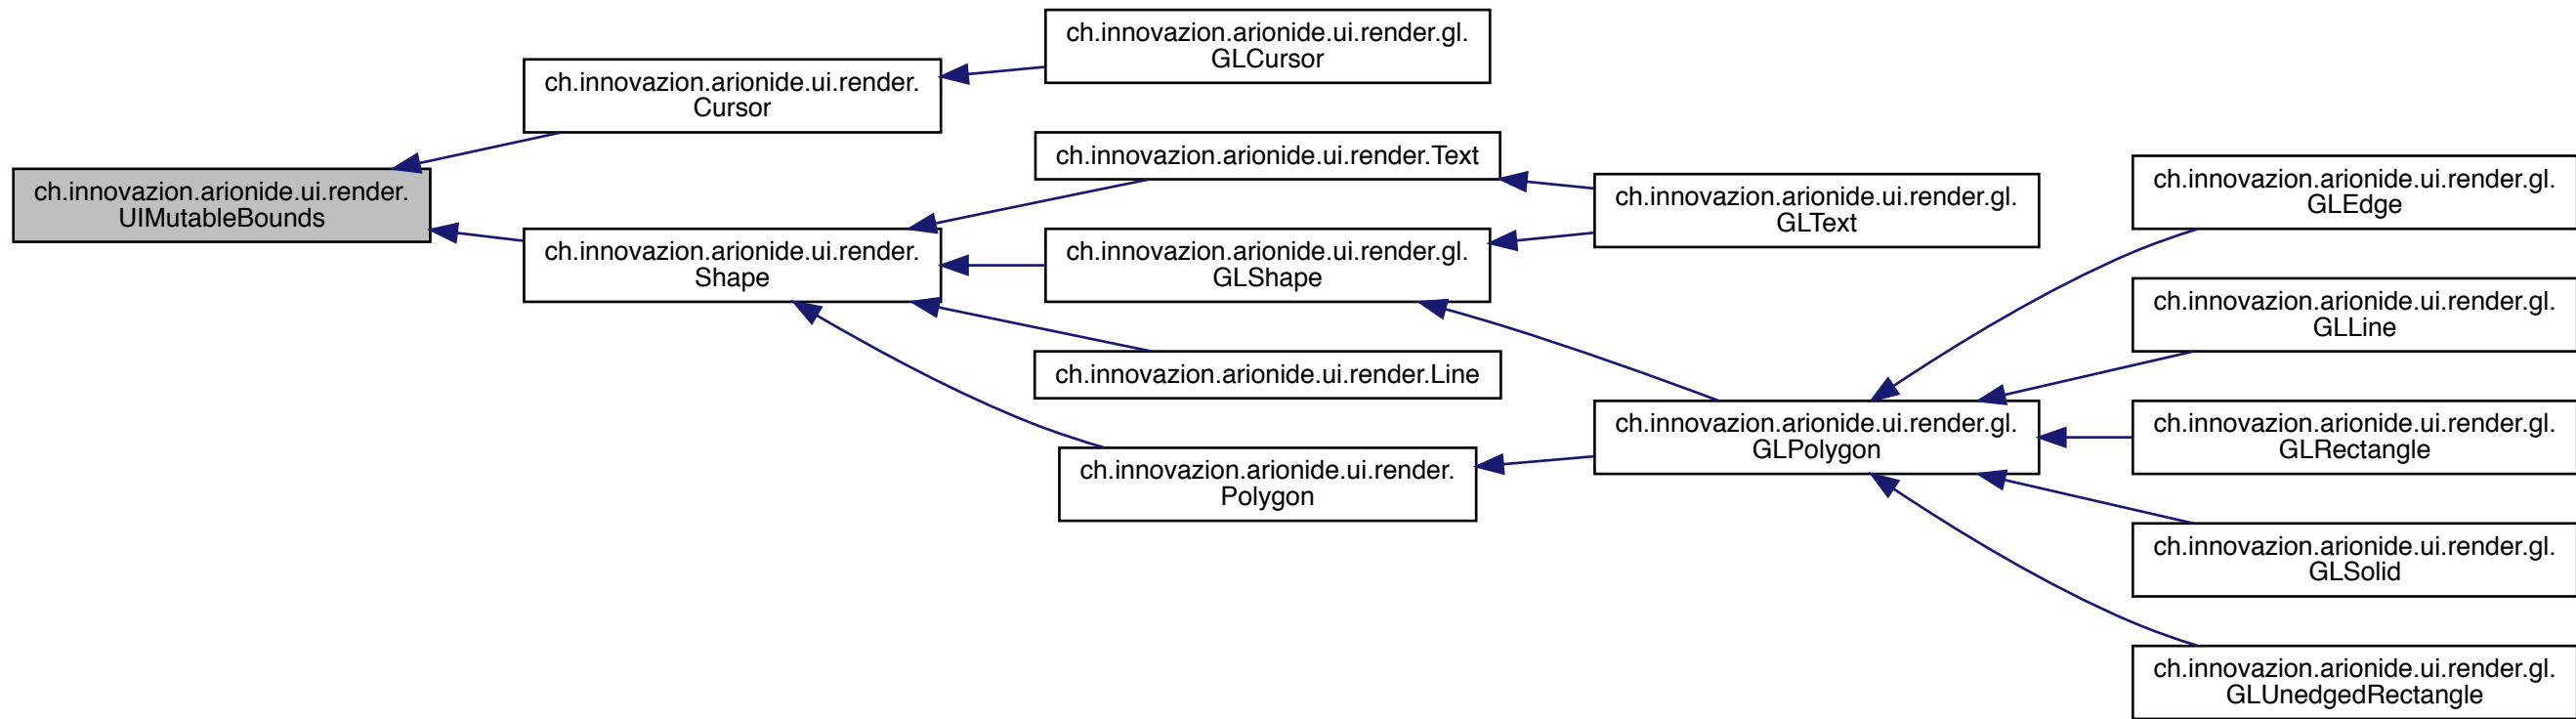 ch.innovazion.arionide.ui.render.
UIMutableBounds
ch.innovazion.arionide.ui.render.
Cursor
ch.innovazion.arionide.ui.render.
Shape
ch.innovazion.arionide.ui.render.gl.
GLCursor
ch.innovazion.arionide.ui.render.Text
ch.innovazion.arionide.ui.render.gl.
GLShape
ch.innovazion.arionide.ui.render.Line
ch.innovazion.arionide.ui.render.
Polygon
ch.innovazion.arionide.ui.render.gl.
GLText
ch.innovazion.arionide.ui.render.gl.
GLPolygon
ch.innovazion.arionide.ui.render.gl.
GLEdge
ch.innovazion.arionide.ui.render.gl.
GLLine
ch.innovazion.arionide.ui.render.gl.
GLRectangle
ch.innovazion.arionide.ui.render.gl.
GLSolid
ch.innovazion.arionide.ui.render.gl.
GLUnedgedRectangle